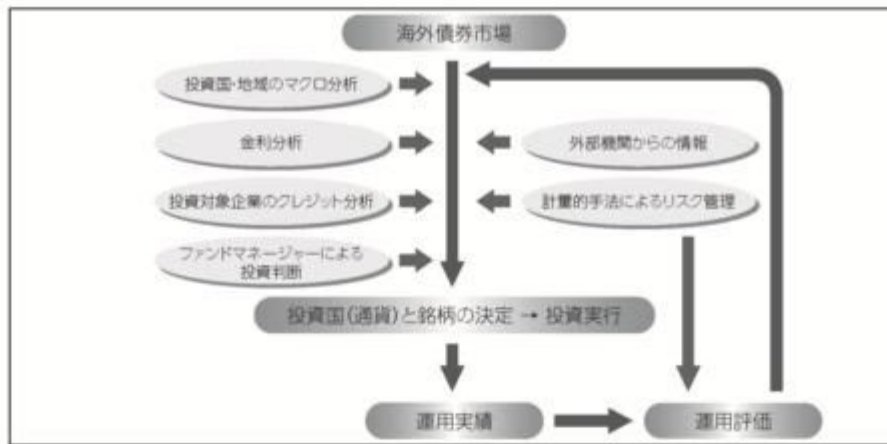 海外債券市場
投資国・地域のマクロ分析
金利分析
外部機関からの情報
投資対象企業のクレジット分析
計量的手法によるリスク管理
ファンドマネージャーによる
投資判断
投資国(通貨)と銘柄の決定 → 投資実行
運用実績
運用評価